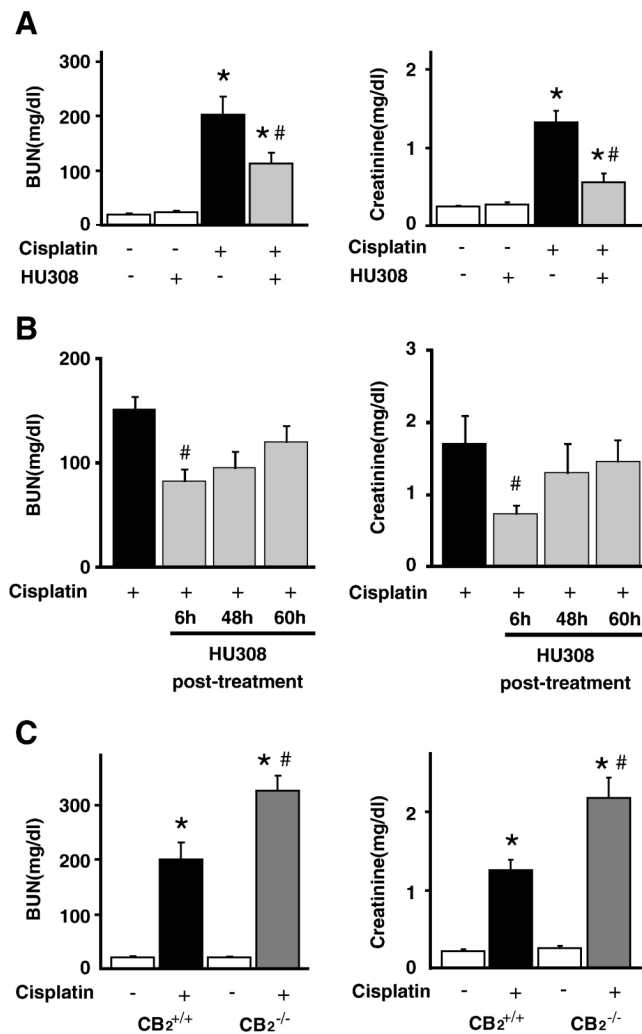 A
BUN(mg/dl)
300
200
100
0
*
* #
Cisplatin - - + +
HU308 - + - +
Creatinine(mg/dl)
2
1
0
*
* #
Cisplatin - - + +
HU308 - + - +
B
BUN(mg/dl)
200
100
0
#
Cisplatin + + + +
6h 48h 60h
HU308
post-treatment
Creatinine(mg/dl)
3
2
1
0
#
Cisplatin + + + +
6h 48h 60h
HU308
post-treatment
C
BUN(mg/dl)
300
200
100
0
*
* #
Cisplatin - + - +
CB₂⁺/⁺ CB₂⁻/⁻
Creatinine(mg/dl)
2
1
0
*
* #
Cisplatin - + - +
CB₂⁺/⁺ CB₂⁻/⁻